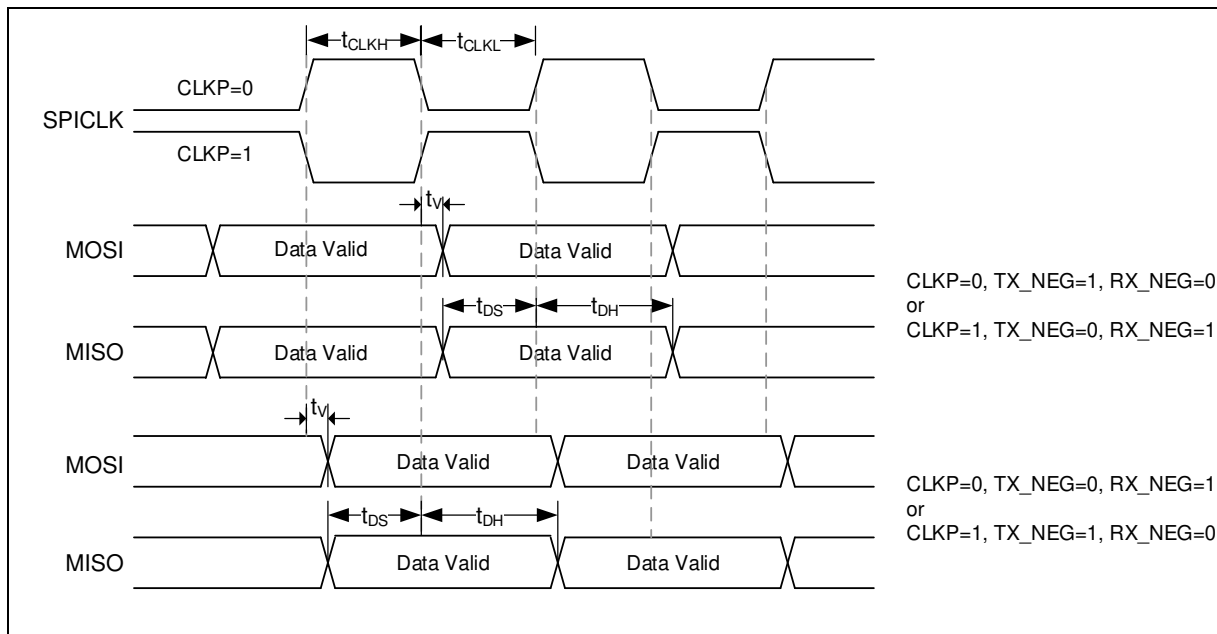 tCLKH tCLKL
CLKP=0
SPICLK
CLKP=1
tV
MOSI Data Valid Data Valid
tDS tDH
MISO Data Valid Data Valid
CLKP=0, TX_NEG=1, RX_NEG=0
or
CLKP=1, TX_NEG=0, RX_NEG=1
tV
MOSI Data Valid Data Valid
tDS tDH
MISO Data Valid Data Valid
CLKP=0, TX_NEG=0, RX_NEG=1
or
CLKP=1, TX_NEG=1, RX_NEG=0